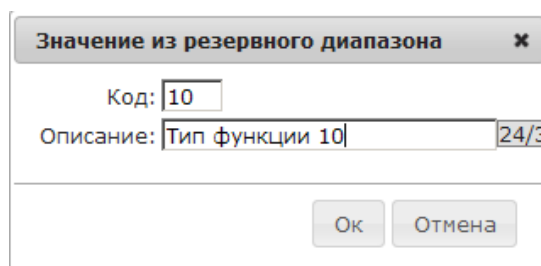 Значение из резервного диапазона
Код: 10
Описание: Тип функции 10 24/3
Ок Отмена